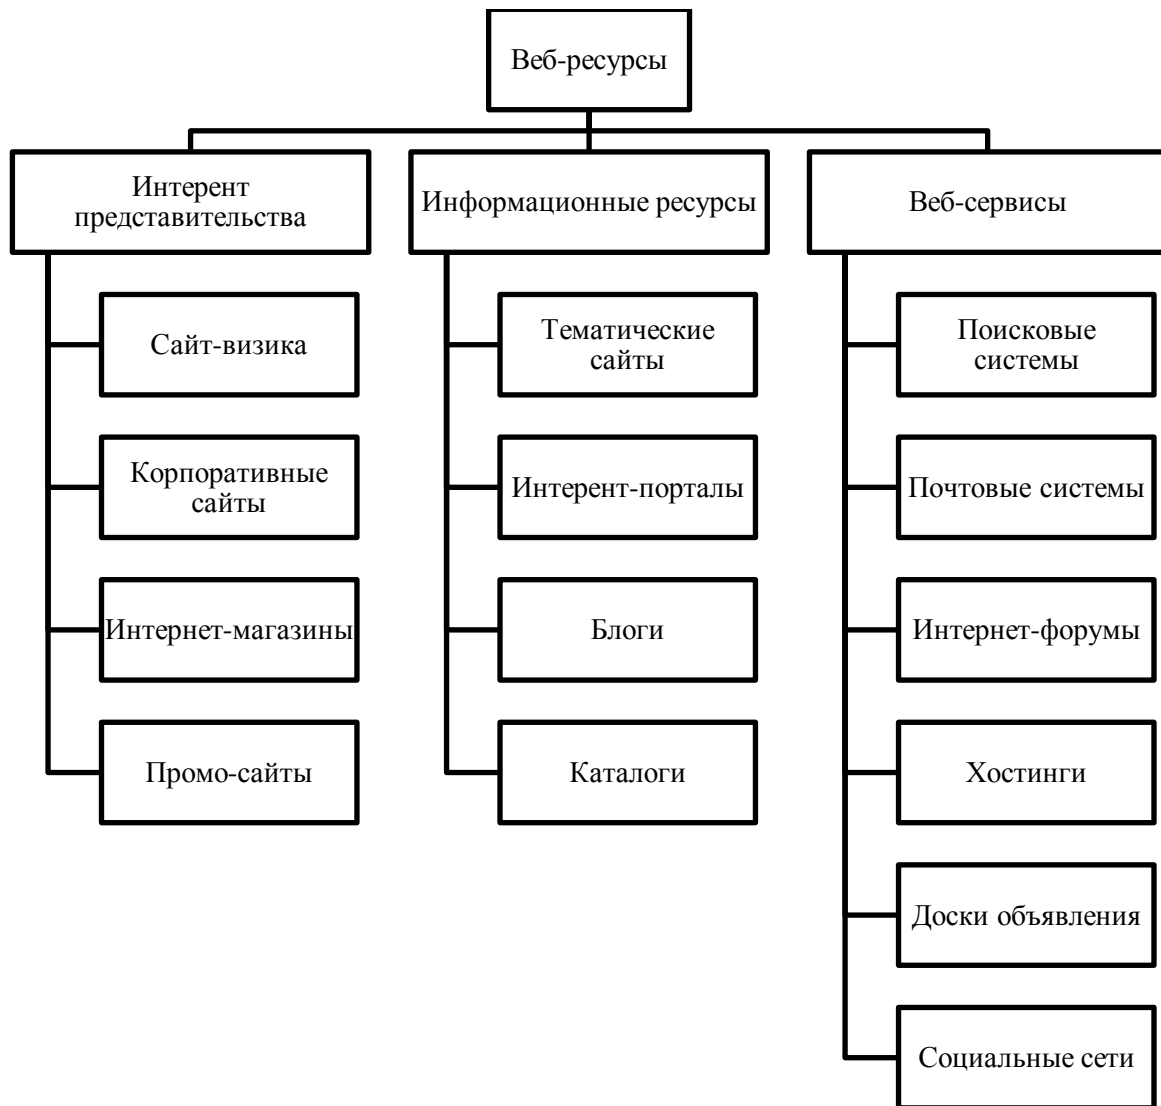 Веб-ресурсы
Интерент
представительства
Сайт-визика
Корпоративные
сайты
Интернет-магазины
Промо-сайты
Информационные ресурсы
Тематические
сайты
Интерент-порталы
Блоги
Каталоги
Веб-сервисы
Поисковые
системы
Почтовые системы
Интернет-форумы
Хостинги
Доски объявления
Социальные сети